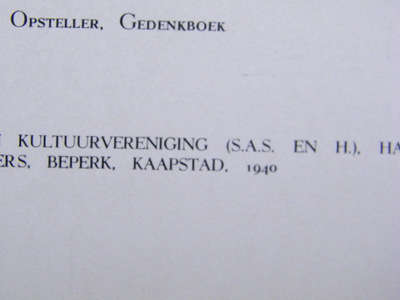 Opsteller, Gedenkboek
KULTUURVERENIGING (S.A.S. EN H.), HA
ERS, BEPERK, KAAPSTAD, 1940